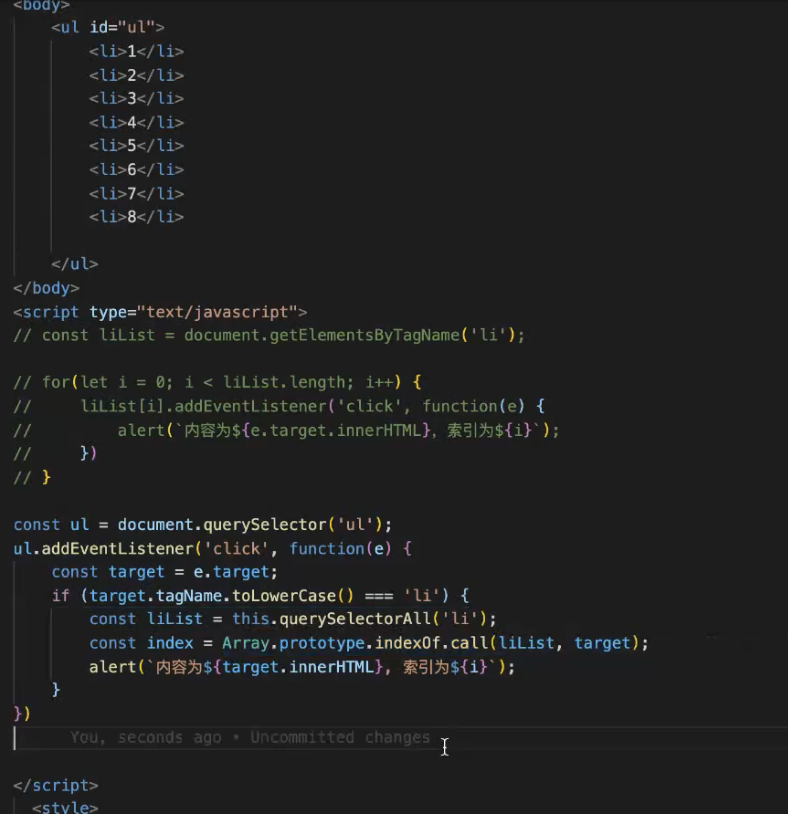 <body>
<ul id="ul">
<li>1</li>
<li>2</li>
<li>3</li>
<li>4</li>
<li>5</li>
<li>6</li>
<li>7</li>
<li>8</li>
</ul>
</body>
<script type="text/javascript">
// const liList = document.getElementsByTagName('li');
// for(let i = 0; i < liList.length; i++) {
//     liList[i].addEventListener('click', function(e) {
//         alert(`内容为${e.target.innerHTML}, 索引为${i}`);
//     })
// }
const ul = document.querySelector('ul');
ul.addEventListener('click', function(e) {
const target = e.target;
if (target.tagName.toLowerCase() === 'li') {
const liList = this.querySelectorAll('li');
const index = Array.prototype.indexOf.call(liList, target);
alert(`内容为${target.innerHTML}, 索引为${i}`);
}
})
You, seconds ago • Uncommitted changes
</script>
<style>